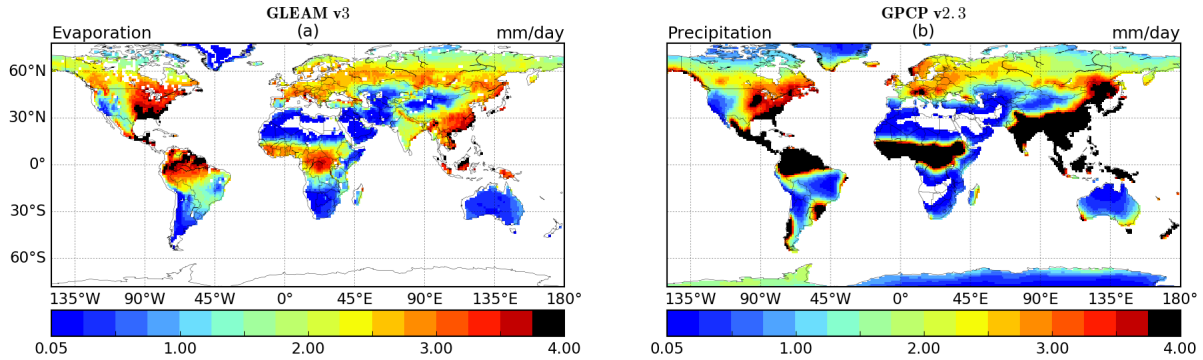 GLEAM v3
Evaporation (a) mm/day
60°N
30°N
0°
30°S
60°S
135°W 90°W 45°W 0° 45°E 90°E 135°E 180°
0.05 1.00 2.00 3.00 4.00
GPCP v2.3
Precipitation (b) mm/day
135°W 90°W 45°W 0° 45°E 90°E 135°E 180°
0.05 1.00 2.00 3.00 4.00